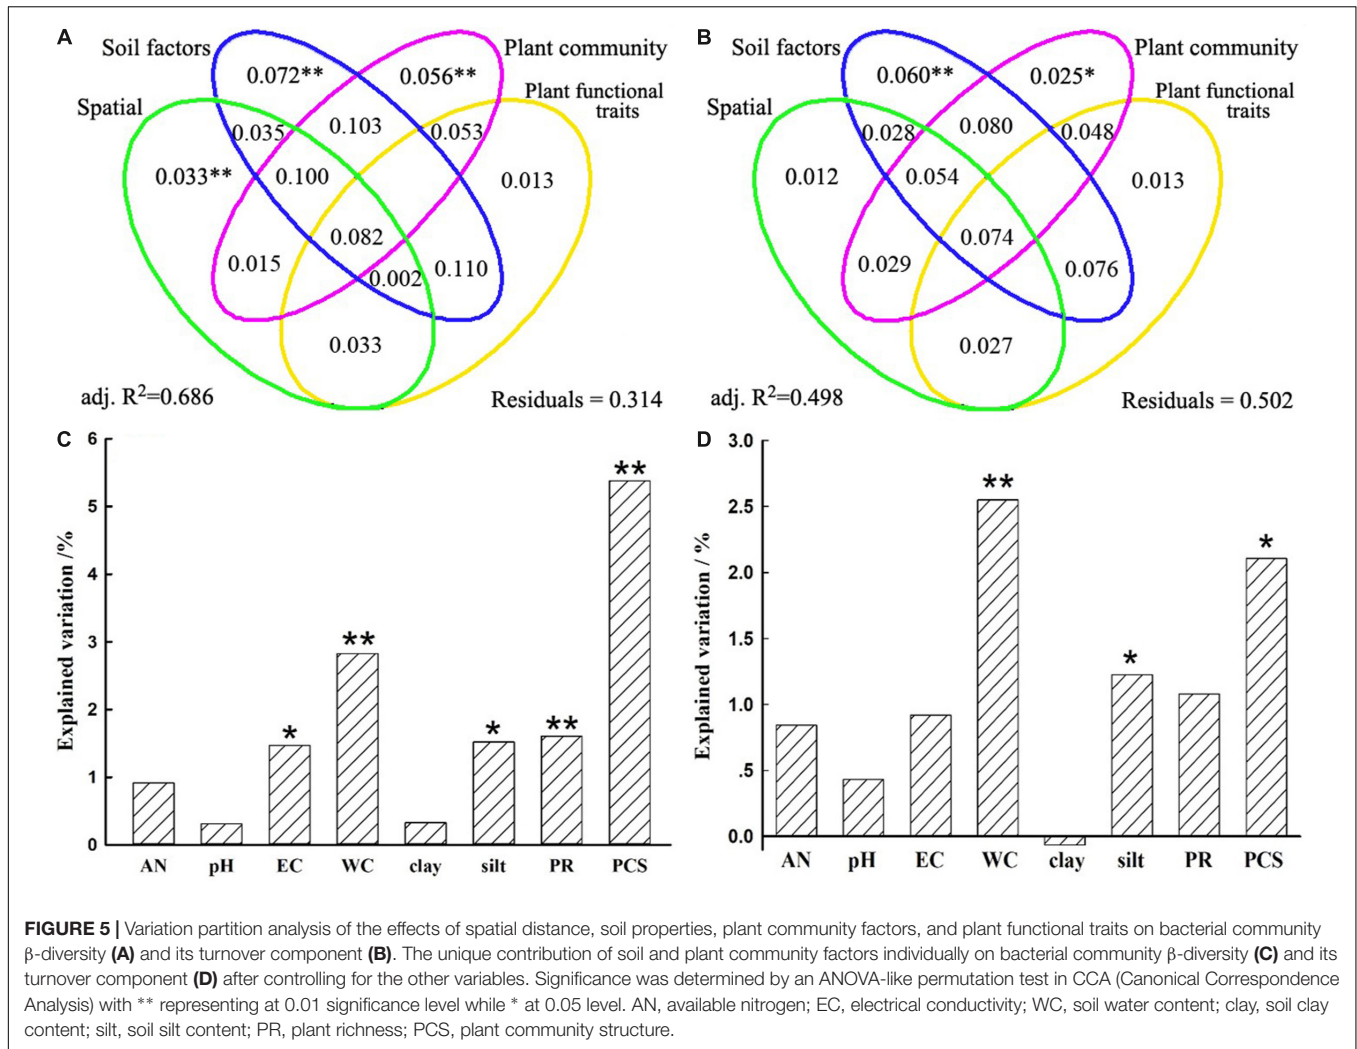 A
Soil factors
Plant community
Spatial
Plant functional
traits
0.072**
0.056**
0.035
0.103
0.053
0.033**
0.100
0.013
0.082
0.015
0.002
0.110
0.033
adj. R²=0.686
Residuals = 0.314
B
Soil factors
Plant community
Spatial
Plant functional
traits
0.060**
0.025*
0.028
0.080
0.048
0.012
0.054
0.013
0.074
0.029
0.076
0.027
adj. R²=0.498
Residuals = 0.502
C
Explained variation /%
6
5
4
3
2
1
0
*
**
*
**
**
AN pH EC WC clay silt PR PCS
D
Explained variation / %
3.0
2.5
2.0
1.5
1.0
.5
0.0
**
*
*
AN pH EC WC clay silt PR PCS
FIGURE 5 | Variation partition analysis of the effects of spatial distance, soil properties, plant community factors, and plant functional traits on bacterial community
β-diversity (A) and its turnover component (B). The unique contribution of soil and plant community factors individually on bacterial community β-diversity (C) and its
turnover component (D) after controlling for the other variables. Significance was determined by an ANOVA-like permutation test in CCA (Canonical Correspondence
Analysis) with ** representing at 0.01 significance level while * at 0.05 level. AN, available nitrogen; EC, electrical conductivity; WC, soil water content; clay, soil clay
content; silt, soil silt content; PR, plant richness; PCS, plant community structure.